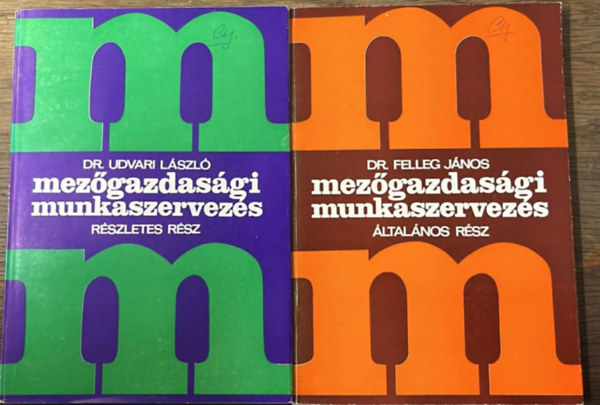 DR. UDVARI LÁSZLÓ
mezőgazdasági
munkaszervezés
RÉSZLETES RÉSZ
DR. FELLEG JÁNOS
mezőgazdasági
munkaszervezés
ÁLTALÁNOS RÉSZ
m
m
m
m